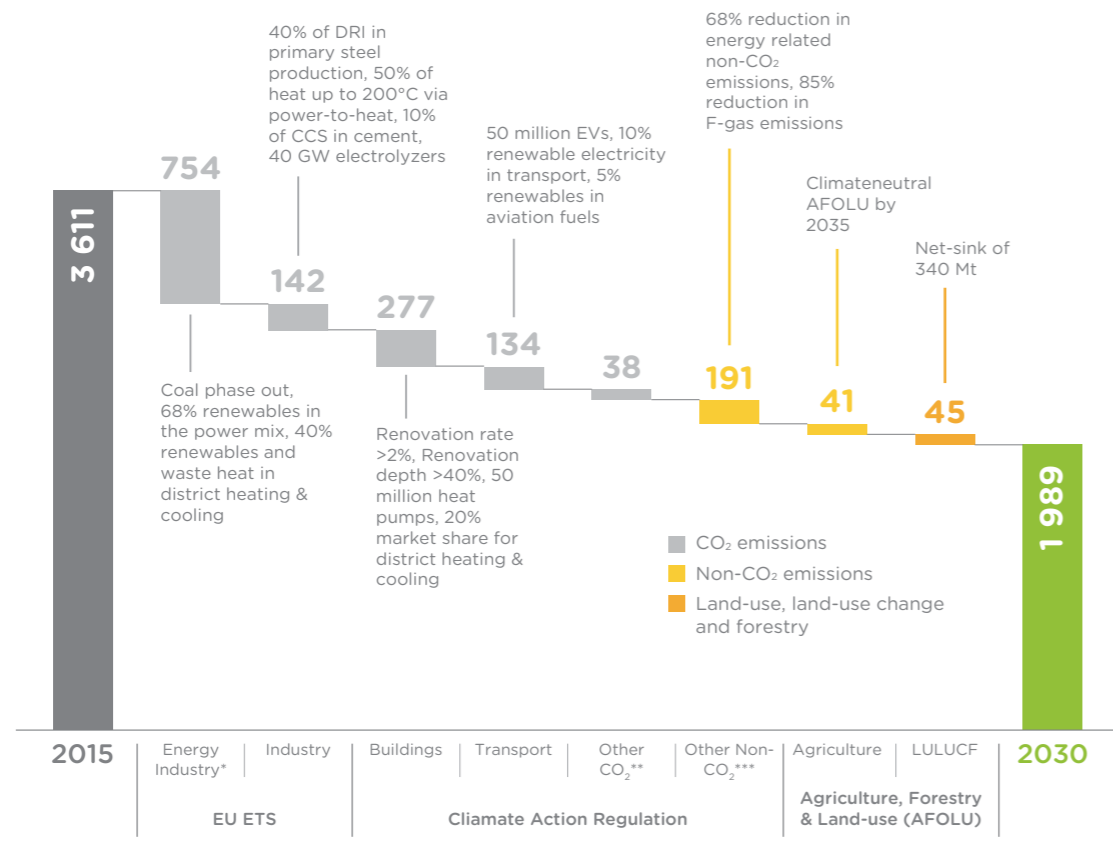 40% of DRI in
primary steel
production, 50% of
heat up to 200°C via
power-to-heat, 10%
of CCS in cement,
40 GW electrolyzers
68% reduction in
energy related
non-CO₂
emissions, 85%
reduction in
F-gas emissions
50 million EVs, 10%
renewable electricity
in transport, 5%
renewables in
aviation fuels
Climateneutral
AFOLU by
2035
Net-sink of
340 Mt
3 611
754
142
277
134
38
191
41
45
1 989
Coal phase out,
68% renewables in
the power mix, 40%
renewables and
waste heat in
district heating &
cooling
Renovation rate
>2%, Renovation
depth >40%, 50
million heat
pumps, 20%
market share for
district heating &
cooling
CO₂ emissions
Non-CO₂ emissions
Land-use, land-use change
and forestry
2015
Energy
Industry*
Industry
Buildings
Transport
Other
CO₂**
Other Non-
CO₂***
Agriculture
LULUCF
2030
EU ETS
Cliamate Action Regulation
Agriculture, Forestry
& Land-use (AFOLU)